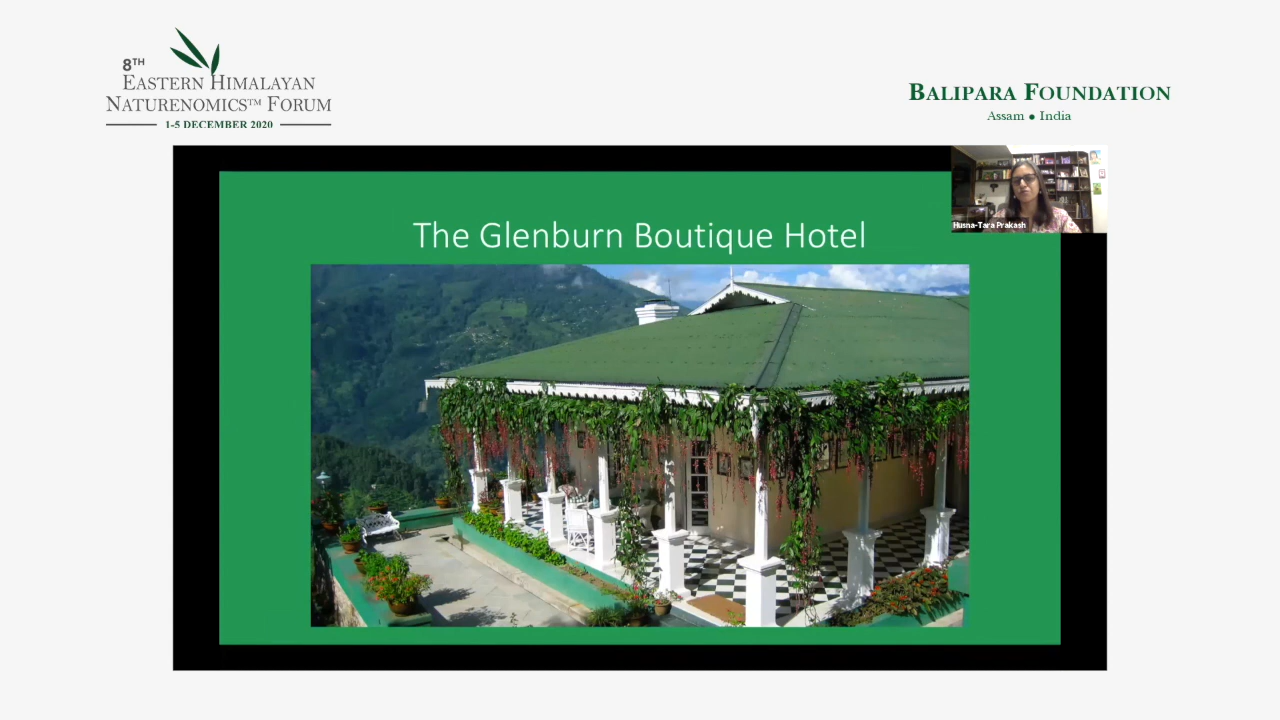 8TH
EASTERN HIMALAYAN
NATURENOMICS™ FORUM
1-5 DECEMBER 2020
BALIPARA FOUNDATION
Assam • India
Husna-Tara Prakash
The Glenburn Boutique Hotel